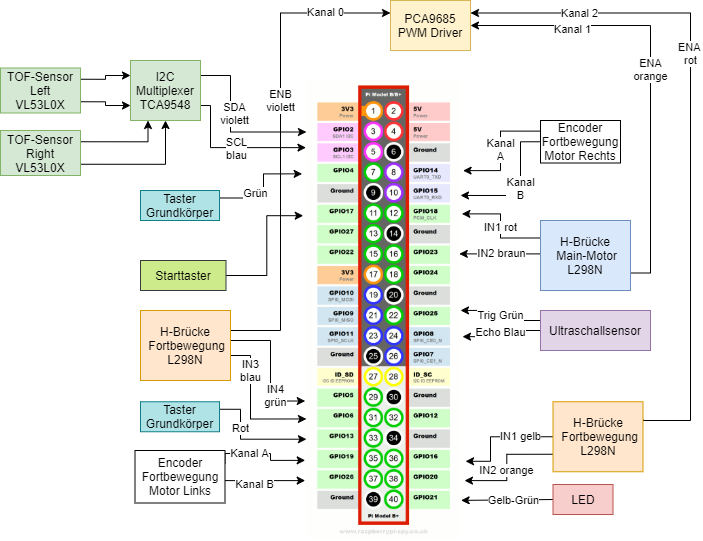 Kanal 0
PCA9685
PWM Driver
Kanal 2
Kanal 1
ENA
rot
ENA
orange
ENB
violett
TOF-Sensor
Left
VL53L0X
I2C
Multiplexer
TCA9548
SDA
violett
SCL
blau
TOF-Sensor
Right
VL53L0X
Taster
Grundkörper
Grün
Starttaster
H-Brücke
Fortbewegung
L298N
IN3
blau
IN4
grün
Taster
Grundkörper
Rot
Encoder
Fortbewegung
Motor Links
Kanal A
Kanal B
Pi Model B/B+
3V3
Power
1
2
5V
Power
GPIO2
SDA1 I2C
3
4
5V
Power
GPIO3
SCL1 I2C
5
6
Ground
GPIO4
7
8
GPIO14
UART0_TXD
Ground
9
10
GPIO15
UART0_RXD
GPIO17
11
12
GPIO18
PCM_CLK
GPIO27
13
14
Ground
GPIO22
15
16
GPIO23
3V3
Power
17
18
GPIO24
GPIO10
SPI0_MOSI
19
20
Ground
GPIO9
SPI0_MISO
21
22
GPIO25
GPIO11
SPI0_SCLK
23
24
GPIO8
SPI0_CE0_N
Ground
25
26
GPIO7
SPI0_CE1_N
ID_SD
I2C ID EEPROM
27
28
ID_SC
I2C ID EEPROM
GPIO5
29
30
Ground
GPIO6
31
32
GPIO12
GPIO13
33
34
Ground
GPIO19
35
36
GPIO16
GPIO26
37
38
GPIO20
Ground
39
40
GPIO21
Pi Model B+
www.raspberrypi-spy.co.uk
Kanal
A
Kanal
B
Encoder
Fortbewegung
Motor Rechts
IN1 rot
IN2 braun
H-Brücke
Main-Motor
L298N
Trig Grün
Echo Blau
Ultraschallsensor
IN1 gelb
IN2 orange
H-Brücke
Fortbewegung
L298N
Gelb-Grün
LED